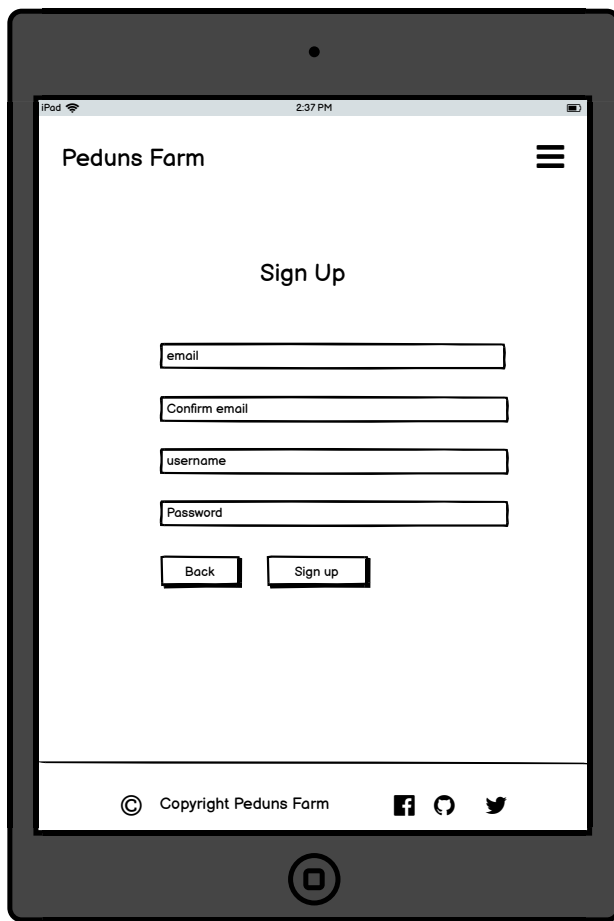 iPad 2:37 PM
Peduns Farm
Sign Up
email
Confirm email
username
Password
Back Sign up
© Copyright Peduns Farm